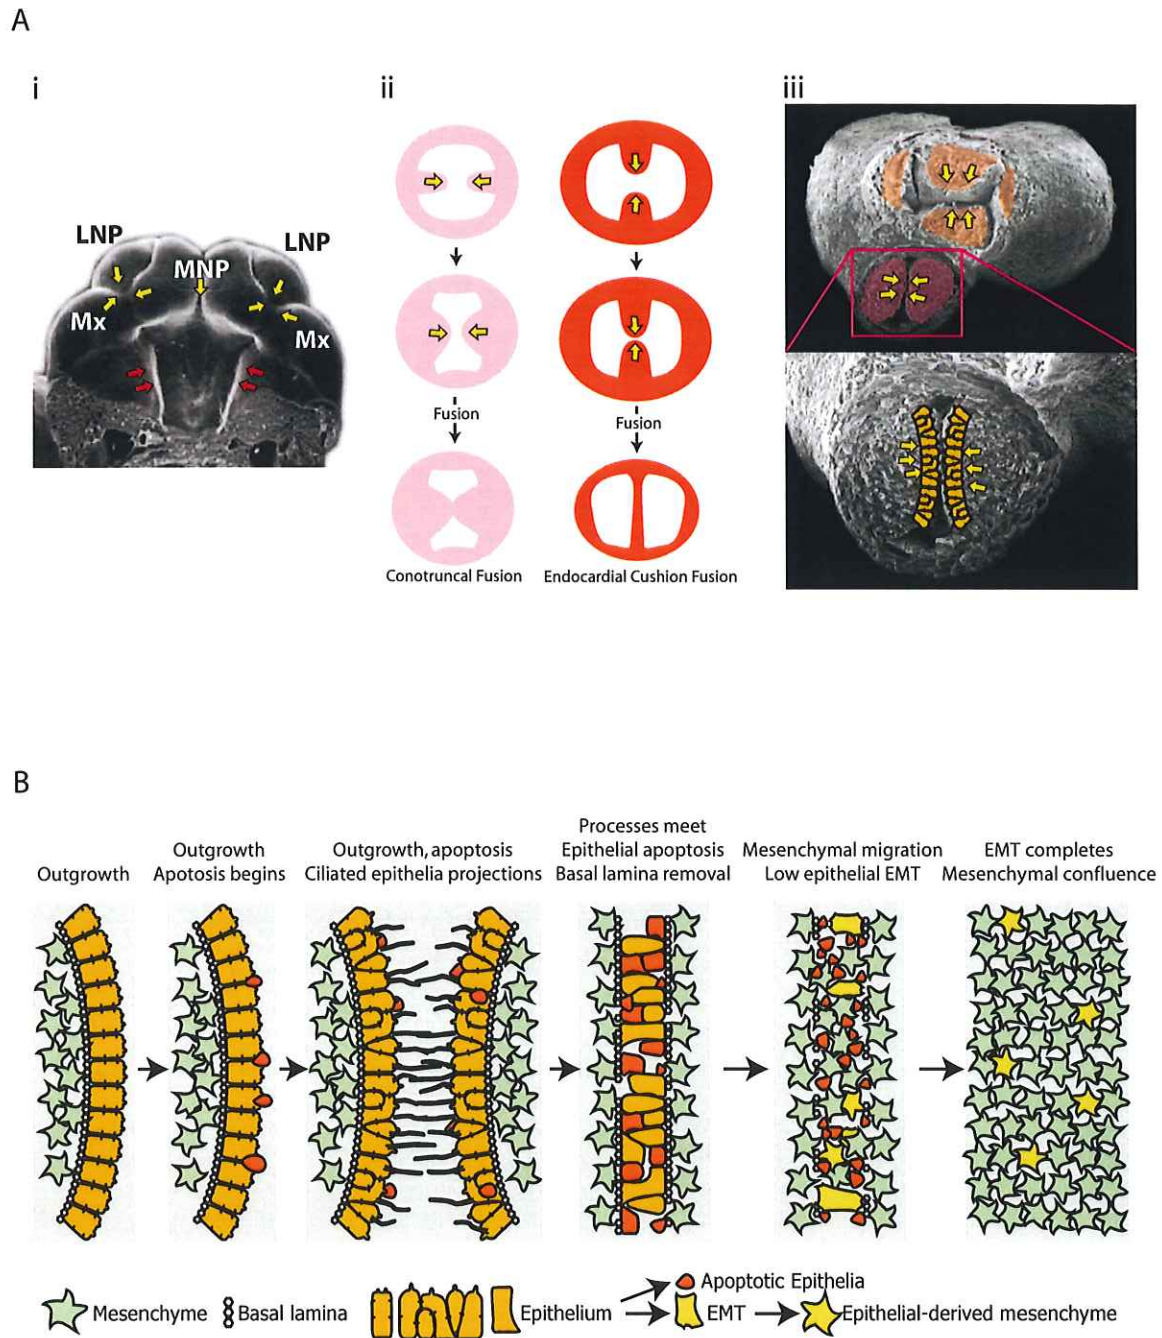 A
i
ii
iii
LNP
LNP
MNP
Mx
Mx
Fusion
Fusion
Conotruncal Fusion
Endocardial Cushion Fusion
B
Outgrowth
Outgrowth
Apotosis begins
Outgrowth, apoptosis
Ciliated epithelia projections
Processes meet
Epithelial apoptosis
Basal lamina removal
Mesenchymal migration
Low epithelial EMT
EMT completes
Mesenchymal confluence
Mesenchyme
Basal lamina
Epithelium
Apoptotic Epithelia
EMT
Epithelial-derived mesenchyme